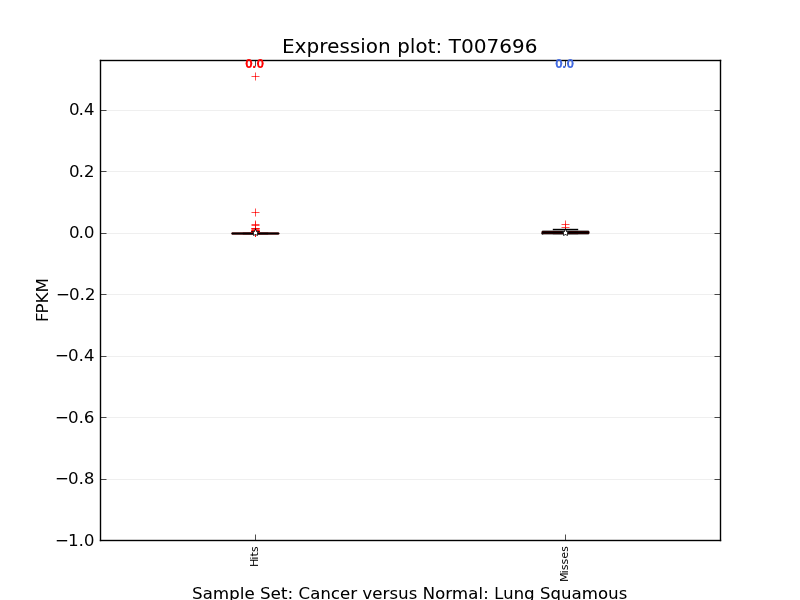 Expression plot: T007696
0.0
0.0
0.4
0.2
0.0
−0.2
−0.4
−0.6
−0.8
−1.0
FPKM
Hits
Misses
Sample Set: Cancer versus Normal: Lung Squamous